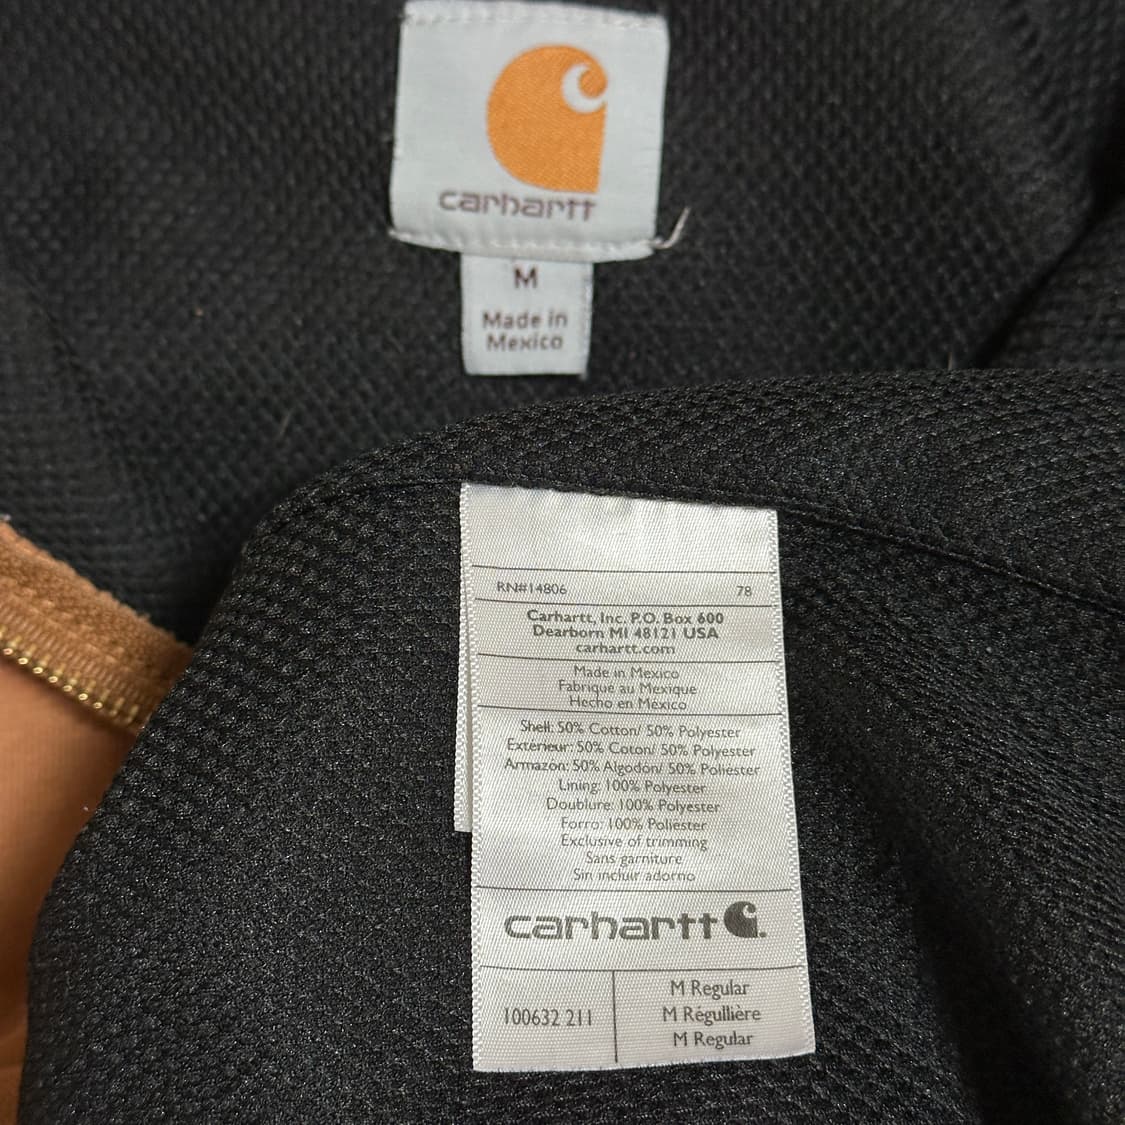 carhartt
M
Made in
Mexico
RN#14806 78
Carhartt, Inc. P.O. Box 600
Dearborn MI 48121 USA
carhartt.com
Made in Mexico
Fabriqué au Mexique
Hecho en México
Shell: 50% Cotton/ 50% Polyester
Extérieur: 50% Coton/ 50% Polyester
Armazon: 50% Algodón/ 50% Poliester
Lining: 100% Polyester
Doublure: 100% Polyester
Forro: 100% Poliéster
Exclusive of trimming
Sans garniture
Sin incluir adorno
carhartt
100632 211
M Regular
M Régullière
M Regular